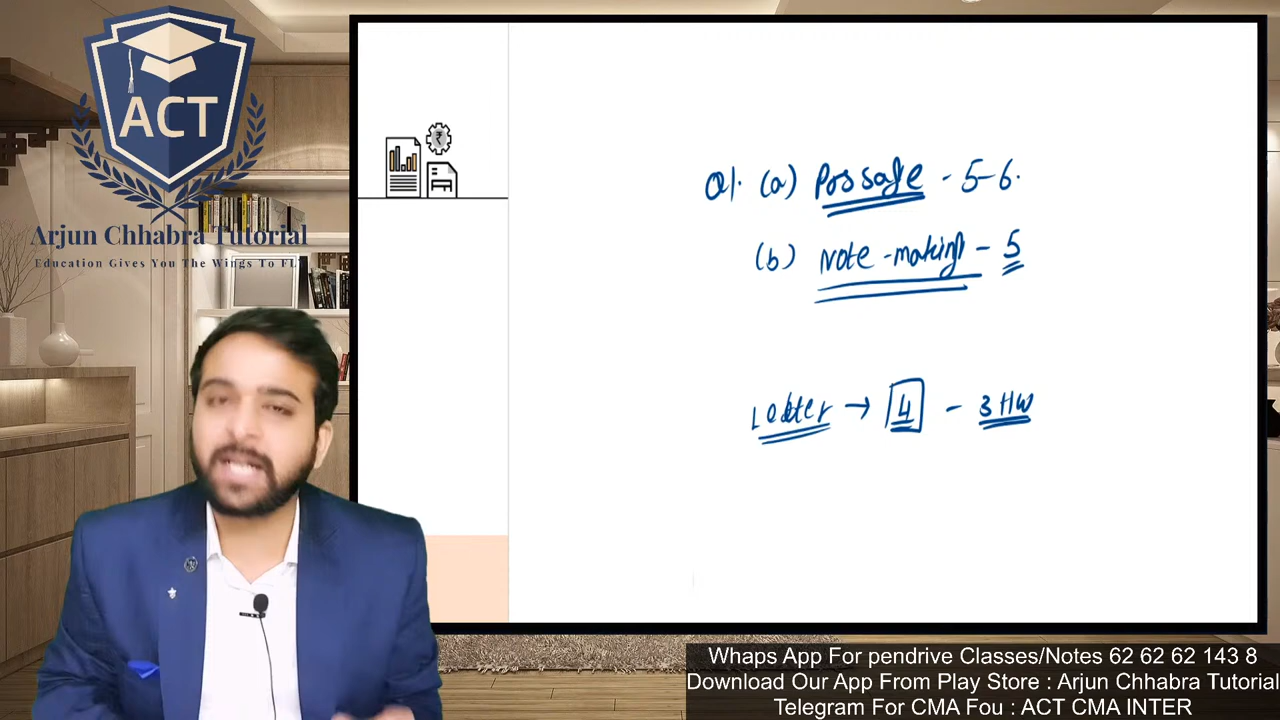 ACT
Arjun Chhabra Tutorial
Education Gives You The Wings To FL
Q1. (a) Passage - 5-6.
(b) Note-making - 5
Letter → 4 - 3 HW
Whaps App For pendrive Classes/Notes 62 62 62 143 8
Download Our App From Play Store : Arjun Chhabra Tutorial
Telegram For CMA Fou : ACT CMA INTER